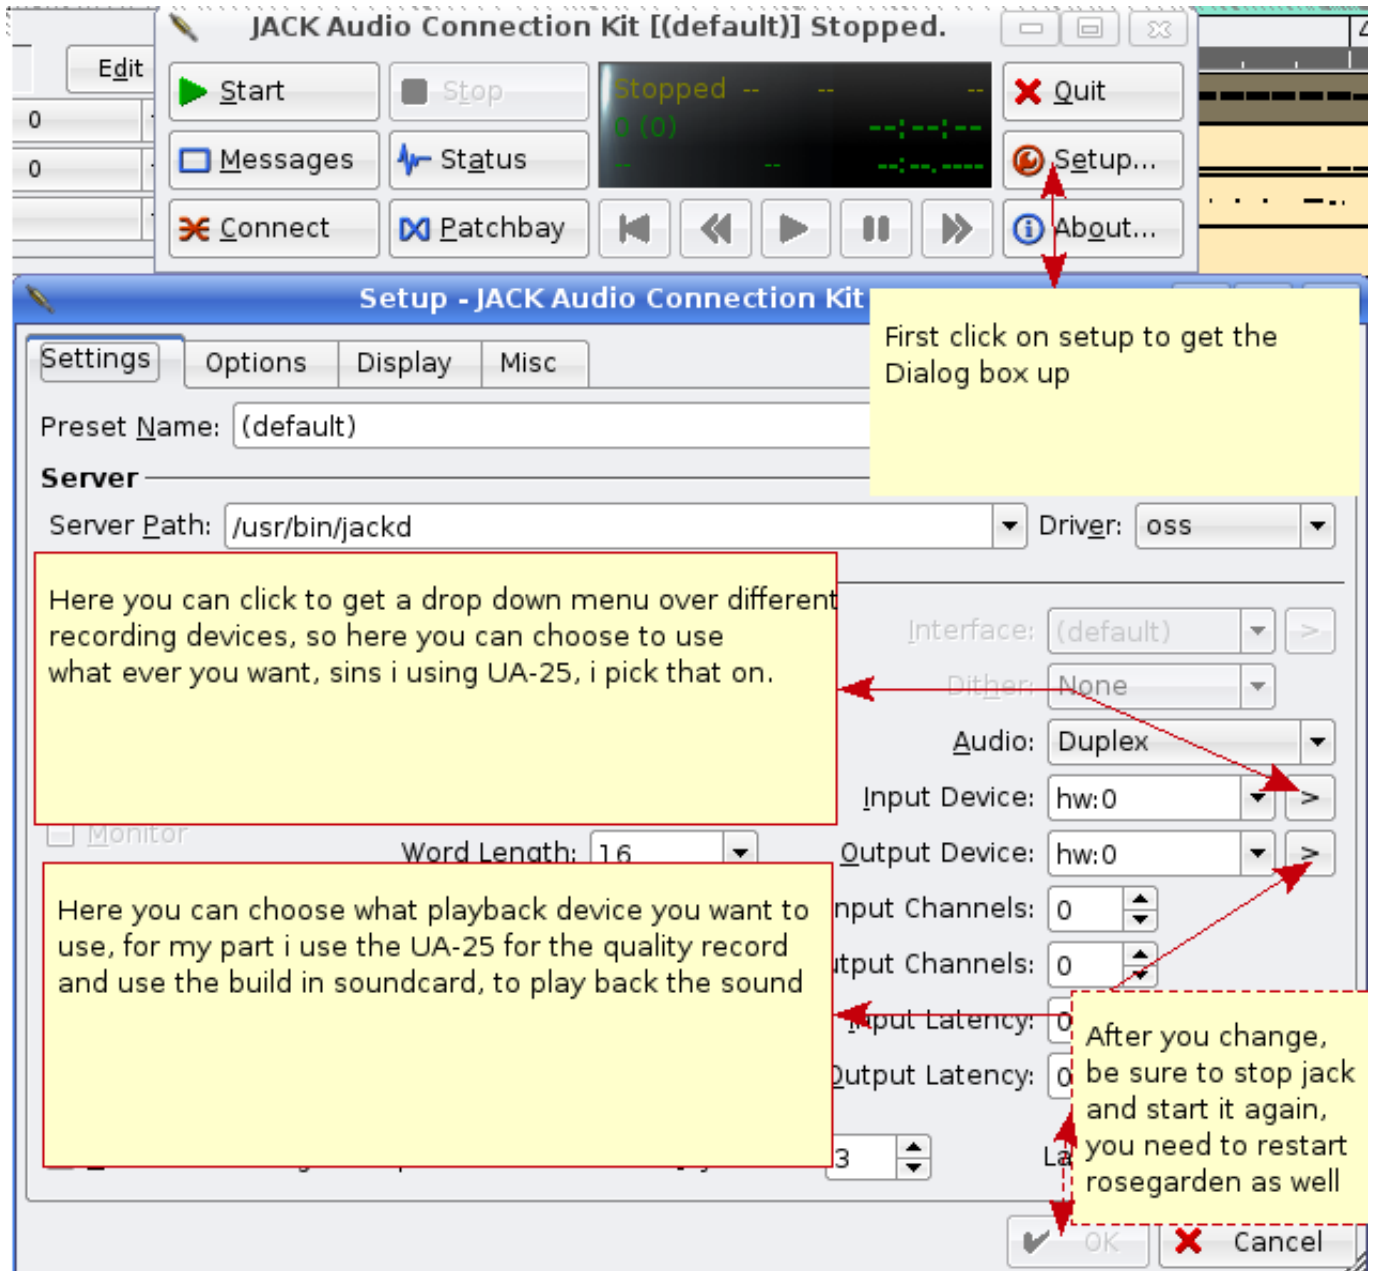 JACK Audio Connection Kit [(default)] Stopped.
Edit
Start
Stop
Stopped -- -- --
Quit
0
0 (0) --:--:--
Messages
Status
-- -- --:--.----
Setup...
0
Connect
Patchbay
About...
Setup - JACK Audio Connection Kit
First click on setup to get the
Dialog box up
Settings
Options
Display
Misc
Preset Name: (default)
Server
Server Path: /usr/bin/jackd
Driver: oss
Here you can click to get a drop down menu over different
recording devices, so here you can choose to use
what ever you want, sins i using UA-25, i pick that on.
Interface: (default) >
Dither: None
Audio: Duplex
Input Device: hw:0 >
Monitor
Word Length: 16
Output Device: hw:0 >
Here you can choose what playback device you want to
use, for my part i use the UA-25 for the quality record
and use the build in soundcard, to play back the sound
nput Channels: 0
utput Channels: 0
Input Latency: 0
Output Latency: 0
After you change,
be sure to stop jack
and start it again,
you need to restart
rosegarden as well
3
La
OK
Cancel